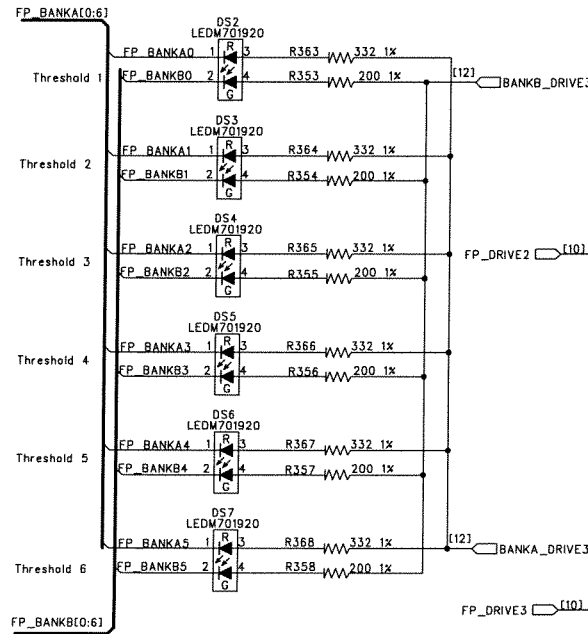 FP_BANKA[0:6]
DS2
LEDM701920
FP_BANKA0 1 R 3 R363 332 1%
Threshold 1
FP_BANKB0 2 G 4 R353 200 1%
[12] BANKB_DRIVE3
DS3
LEDM701920
FP_BANKA1 1 R 3 R364 332 1%
Threshold 2
FP_BANKB1 2 G 4 R354 200 1%
DS4
LEDM701920
FP_BANKA2 1 R 3 R365 332 1%
Threshold 3
FP_DRIVE2 [10]
FP_BANKB2 2 G 4 R355 200 1%
DS5
LEDM701920
FP_BANKA3 1 R 3 R366 332 1%
Threshold 4
FP_BANKB3 2 G 4 R356 200 1%
DS6
LEDM701920
FP_BANKA4 1 R 3 R367 332 1%
Threshold 5
FP_BANKB4 2 G 4 R357 200 1%
DS7
LEDM701920
FP_BANKA5 1 R 3 R368 332 1%
[12] BANKA_DRIVE3
Threshold 6
FP_BANKB5 2 G 4 R358 200 1%
FP_DRIVE3 [10]
FP_BANKB[0:6]